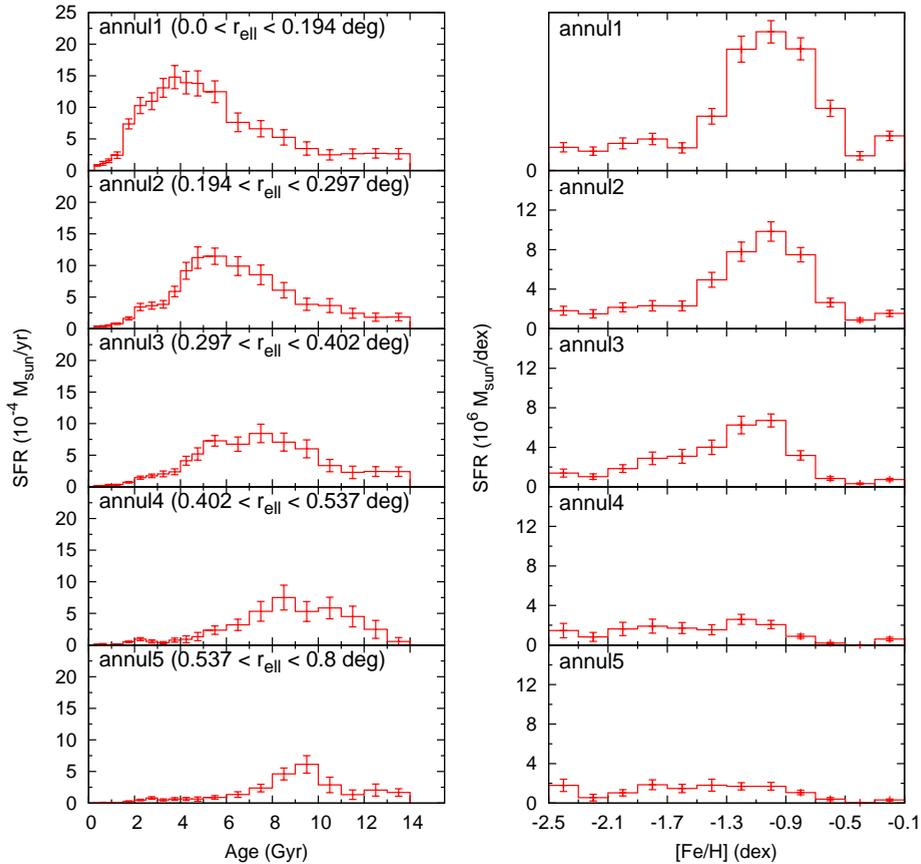 annul1 (0.0 < r_ell < 0.194 deg)
25
20
15
10
5
0
annul2 (0.194 < r_ell < 0.297 deg)
20
15
10
5
0
annul3 (0.297 < r_ell < 0.402 deg)
20
15
10
5
0
annul4 (0.402 < r_ell < 0.537 deg)
20
15
10
5
0
annul5 (0.537 < r_ell < 0.8 deg)
20
15
10
5
0
0 2 4 6 8 10 12 14
Age (Gyr)
SFR (10^-4 M_sun/yr)
annul1
0
annul2
12
8
4
0
annul3
12
8
4
0
annul4
12
8
4
0
annul5
12
8
4
0
-2.5 -2.1 -1.7 -1.3 -0.9 -0.5 -0.1
[Fe/H] (dex)
SFR (10^6 M_sun/dex)